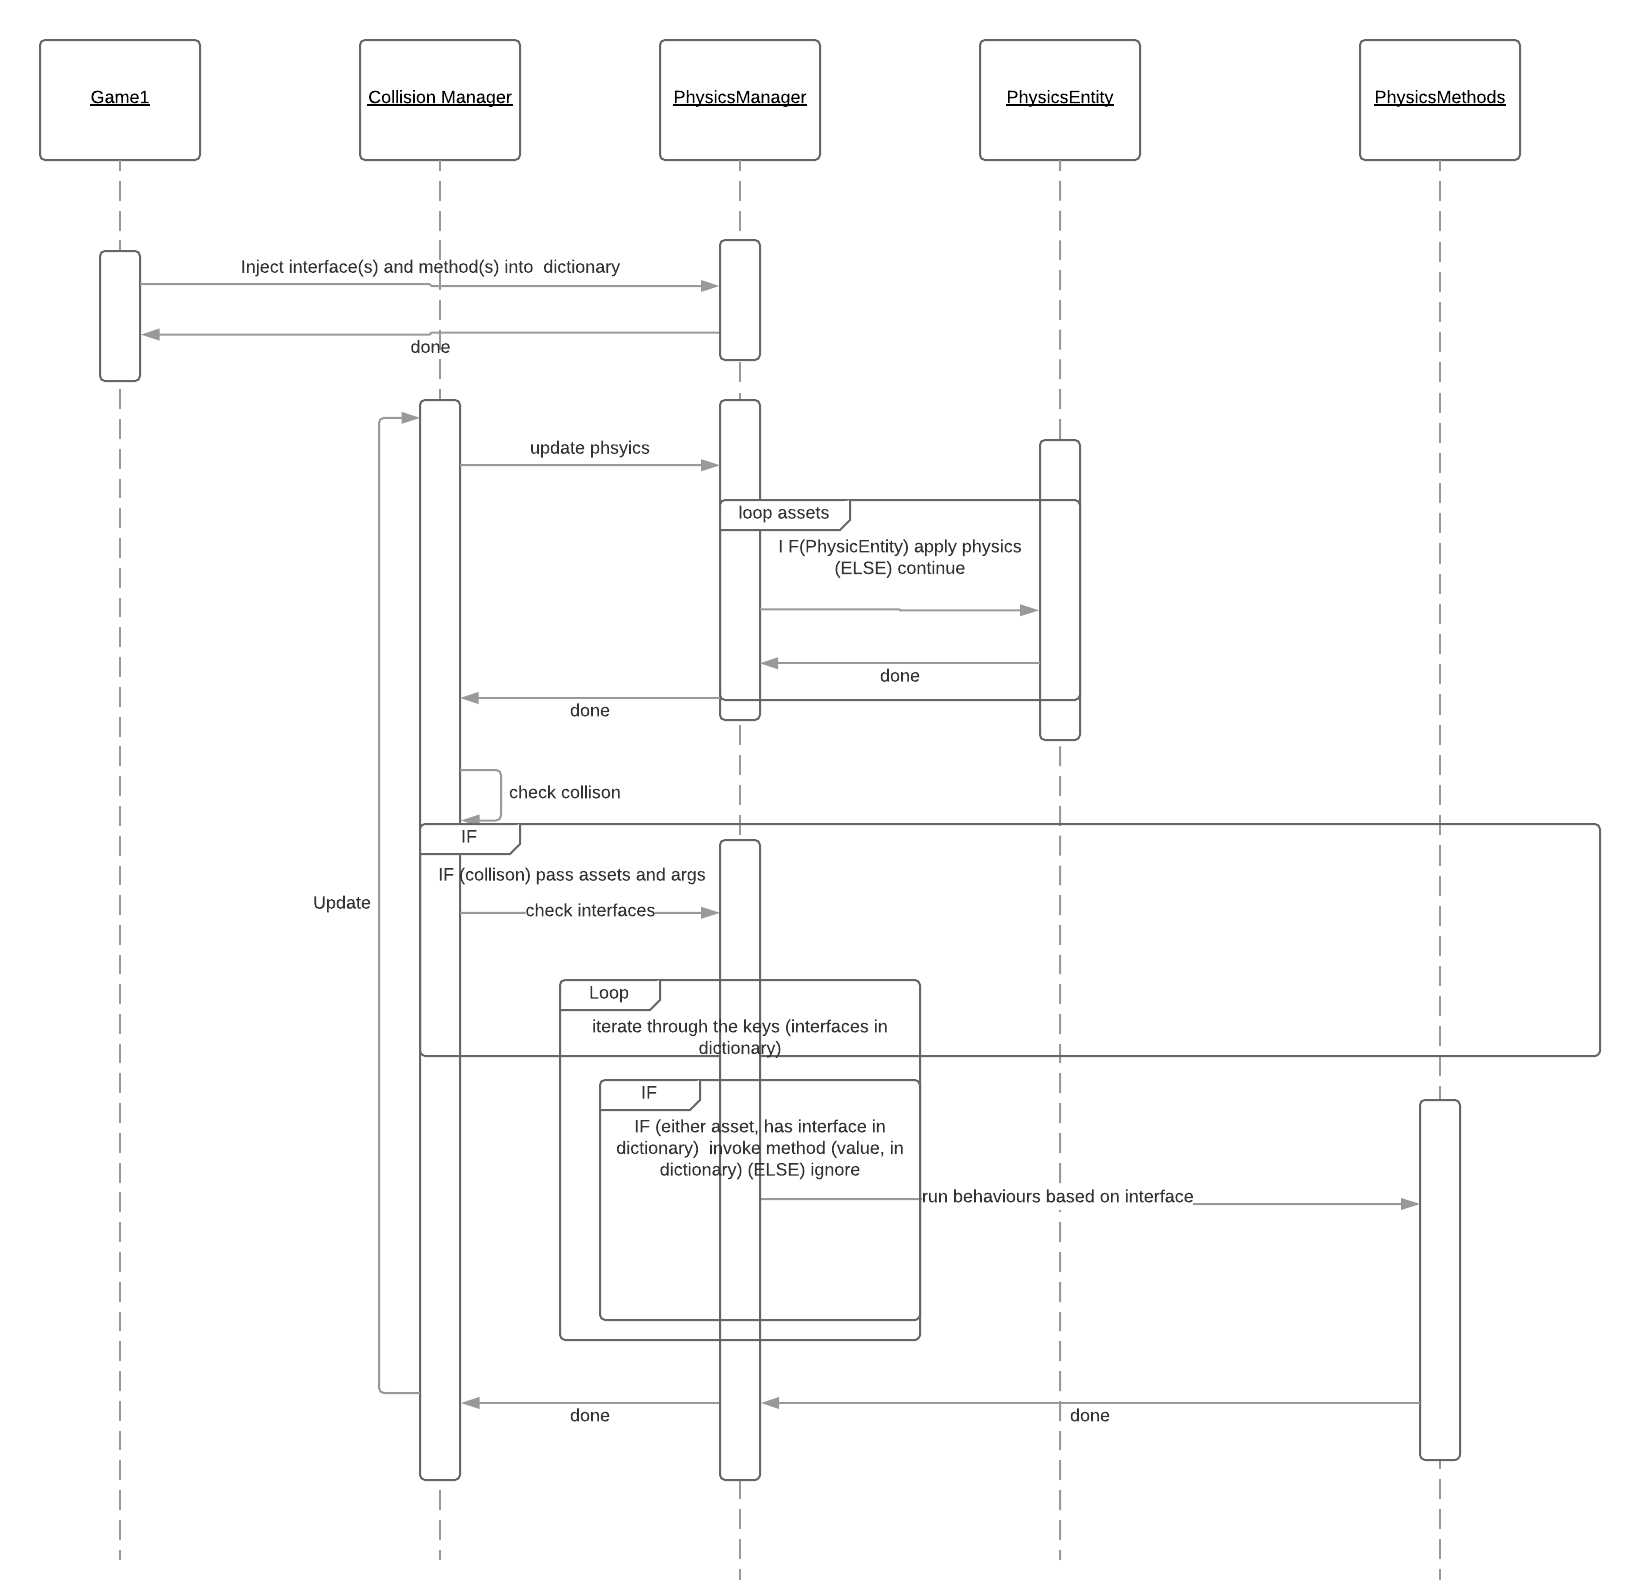 Game1
Collision Manager
PhysicsManager
PhysicsEntity
PhysicsMethods
Inject interface(s) and method(s) into  dictionary
done
update phsyics
loop assets
I F(PhysicEntity) apply physics
(ELSE) continue
done
done
check collison
IF
IF (collison) pass assets and args
Update
check interfaces
Loop
iterate through the keys (interfaces in
dictionary)
IF
IF (either asset, has interface in
dictionary)  invoke method (value, in
dictionary) (ELSE) ignore
run behaviours based on interface
done
done